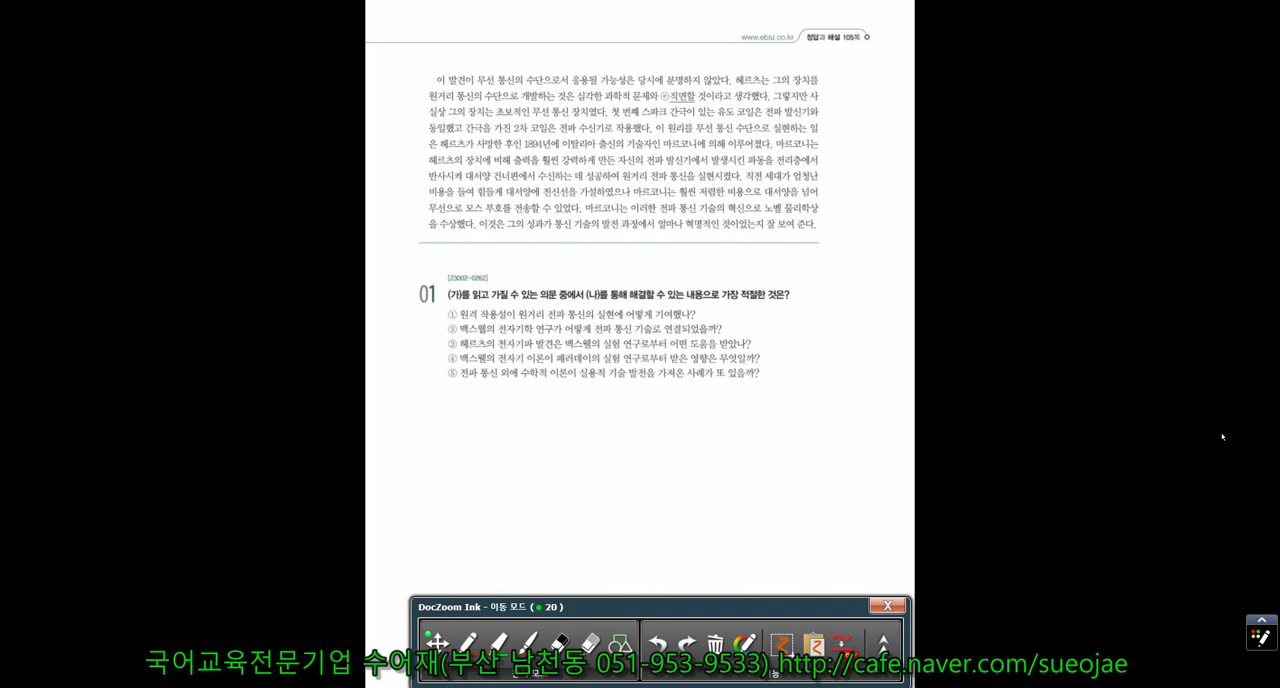 www.ebsi.co.kr 정답과 해설 105쪽
이 발견이 무선 통신의 수단으로서 응용될 가능성은 당시에 분명하지 않았다. 헤르츠는 그의 장치를
원거리 통신의 수단으로 개발하는 것은 심각한 과학적 문제와 ㉤직면할 것이라고 생각했다. 그렇지만 사
실상 그의 장치는 초보적인 무선 통신 장치였다. 첫 번째 스파크 간극이 있는 유도 코일은 전파 발신기와
동일했고 간극을 가진 2차 코일은 전파 수신기로 작용했다. 이 원리를 무선 통신 수단으로 실현하는 일
은 헤르츠가 사망한 후인 1894년에 이탈리아 출신의 기술자인 마르코니에 의해 이루어졌다. 마르코니는
헤르츠의 장치에 비해 출력을 훨씬 강력하게 만든 자신의 전파 발신기에서 발생시킨 파동을 전리층에서
반사시켜 대서양 건너편에서 수신하는 데 성공하여 원거리 전파 통신을 실현시켰다. 직전 세대가 엄청난
비용을 들여 힘들게 대서양에 전신선을 가설하였으나 마르코니는 훨씬 저렴한 비용으로 대서양을 넘어
무선으로 모스 부호를 전송할 수 있었다. 마르코니는 이러한 전파 통신 기술의 혁신으로 노벨 물리학상
을 수상했다. 이것은 그의 성과가 통신 기술의 발전 과정에서 얼마나 혁명적인 것이었는지 잘 보여 준다.
[23002-0262]
01 (가)를 읽고 가질 수 있는 의문 중에서 (나)를 통해 해결할 수 있는 내용으로 가장 적절한 것은?
① 원격 작용설이 원거리 전파 통신의 실현에 어떻게 기여했나?
② 맥스웰의 전자기학 연구가 어떻게 전파 통신 기술로 연결되었을까?
③ 헤르츠의 전자기파 발견은 맥스웰의 실험 연구로부터 어떤 도움을 받았나?
④ 맥스웰의 전자기 이론이 패러데이의 실험 연구로부터 받은 영향은 무엇일까?
⑤ 전파 통신 외에 수학적 이론이 실용적 기술 발전을 가져온 사례가 또 있을까?
DocZoom Ink - 이동 모드 ( 20 )
국어교육전문기업 수어재(부산 남천동 051-953-9533) http://cafe.naver.com/sueojae